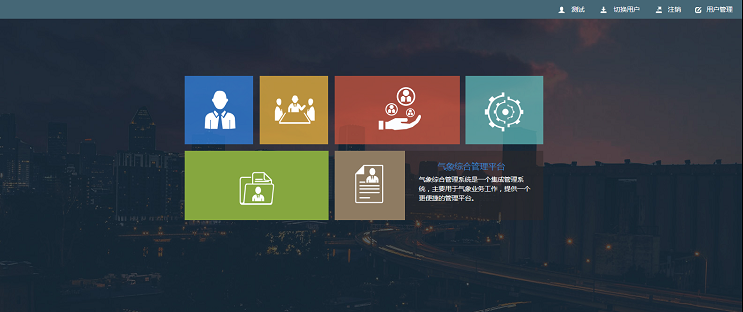 测试 切换用户 注销 用户管理
气象综合管理平台
气象综合管理系统是一个集成管理系
统，主要用于气象业务工作，提供一个
更便捷的管理平台。